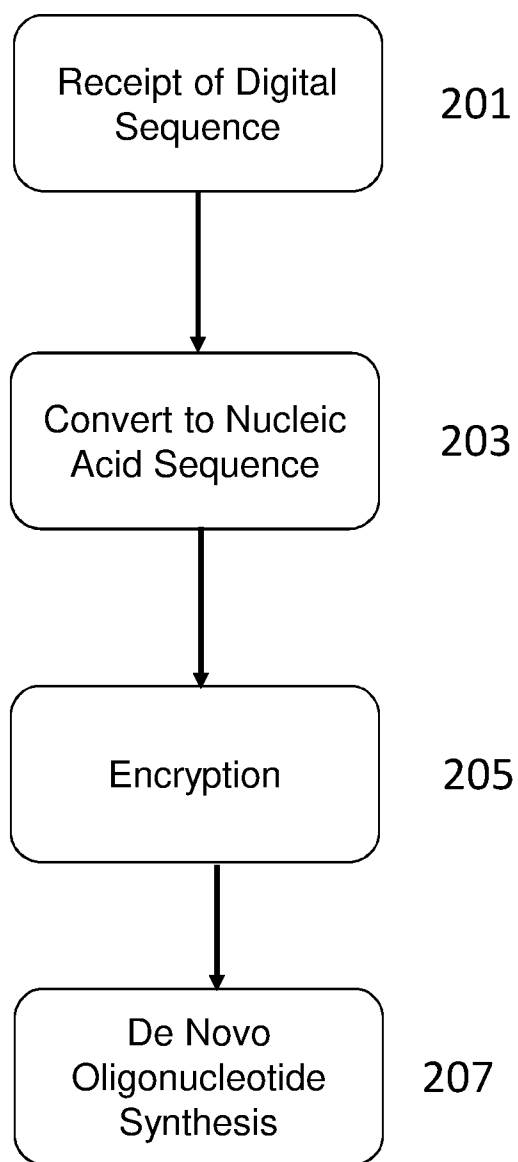 Receipt of Digital
Sequence
201
Convert to Nucleic
Acid Sequence
203
Encryption
205
De Novo
Oligonucleotide
Synthesis
207